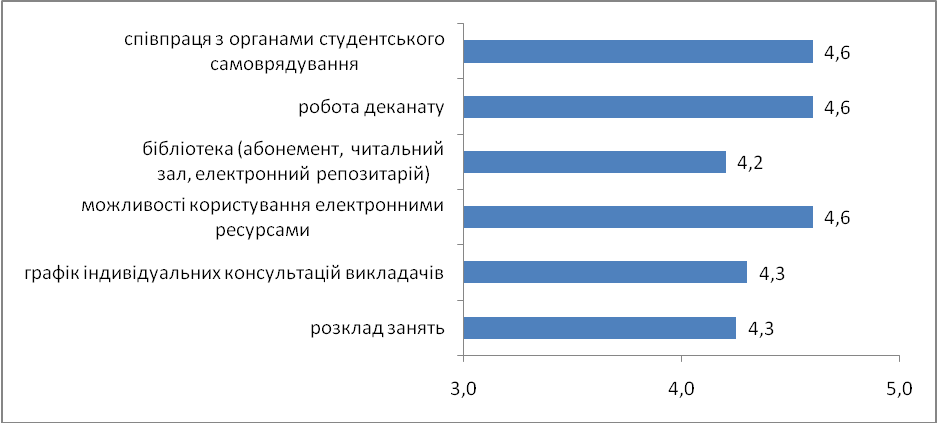 співпраця з органами студентського
самоврядування
4,6
робота деканату
4,6
бібліотека (абонемент, читальний
зал, електронний репозитарій)
4,2
можливості користування електронними
ресурсами
4,6
графік індивідуальних консультацій викладачів
4,3
розклад занять
4,3
3,0 4,0 5,0